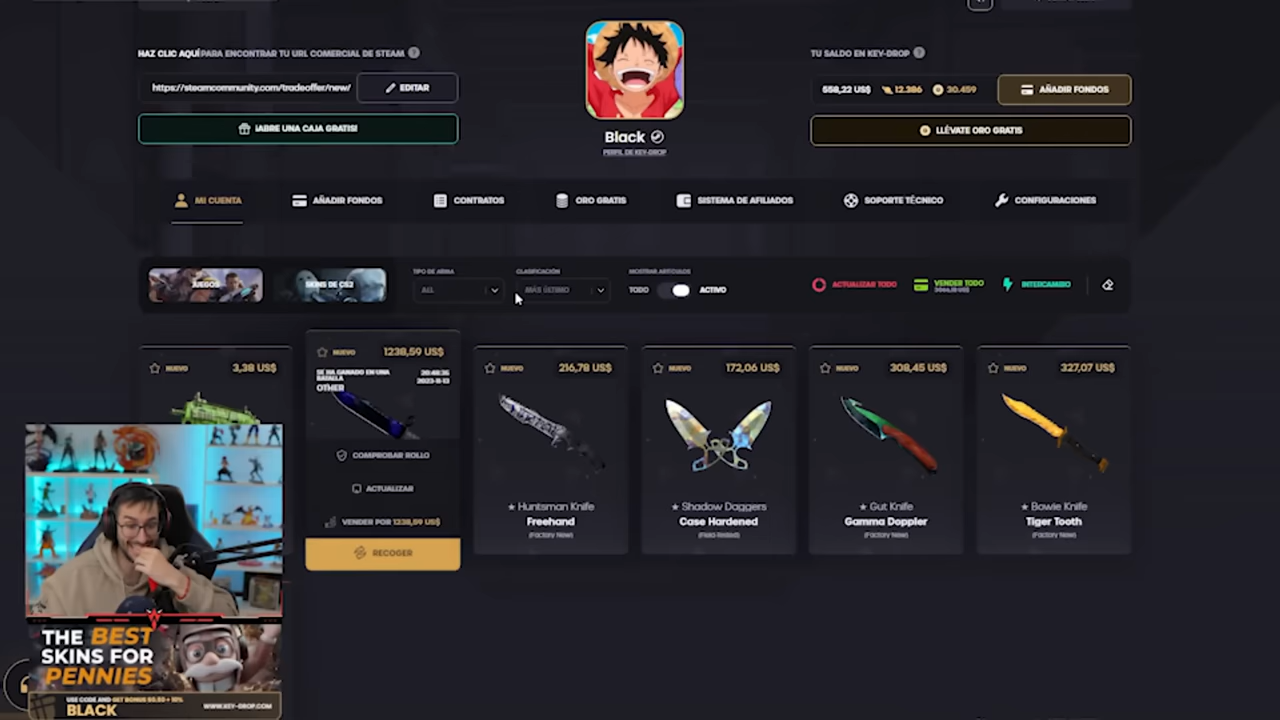 HAZ CLIC AQUÍ PARA ENCONTRAR TU URL COMERCIAL DE STEAM ?
https://steamcommunity.com/tradeoffer/new/
EDITAR
¡ABRE UNA CAJA GRATIS!
Black
PERFIL DE KEY-DROP
TU SALDO EN KEY-DROP ?
558,22 US$ 12.386 30.459
AÑADIR FONDOS
LLÉVATE ORO GRATIS
MI CUENTA
AÑADIR FONDOS
CONTRATOS
ORO GRATIS
SISTEMA DE AFILIADOS
SOPORTE TÉCNICO
CONFIGURACIONES
JUEGOS
SKINS DE CS2
TIPO DE ARMA
ALL
CLASIFICACIÓN
MÁS ÚLTIMO
MOSTRAR ARTÍCULOS
TODO ACTIVO
ACTUALIZAR TODO
VENDER TODO
INTERCAMBIO
NUEVO 3,38 US$
NUEVO 1238,59 US$
SE HA GANADO EN UNA BATALLA
OTHER
2023-11-13
COMPROBAR ROLLO
ACTUALIZAR
VENDER POR 1238,59 US$
RECOGER
NUEVO 216,78 US$
★ Huntsman Knife
Freehand
(Factory New)
NUEVO 172,06 US$
★ Shadow Daggers
Case Hardened
(Field-Tested)
NUEVO 308,45 US$
★ Gut Knife
Gamma Doppler
(Factory New)
NUEVO 327,07 US$
★ Bowie Knife
Tiger Tooth
(Factory New)
THE BEST
SKINS FOR
PENNIES
USE CODE AND GET BONUS $0.50 + 10%
BLACK
WWW.KEY-DROP.COM